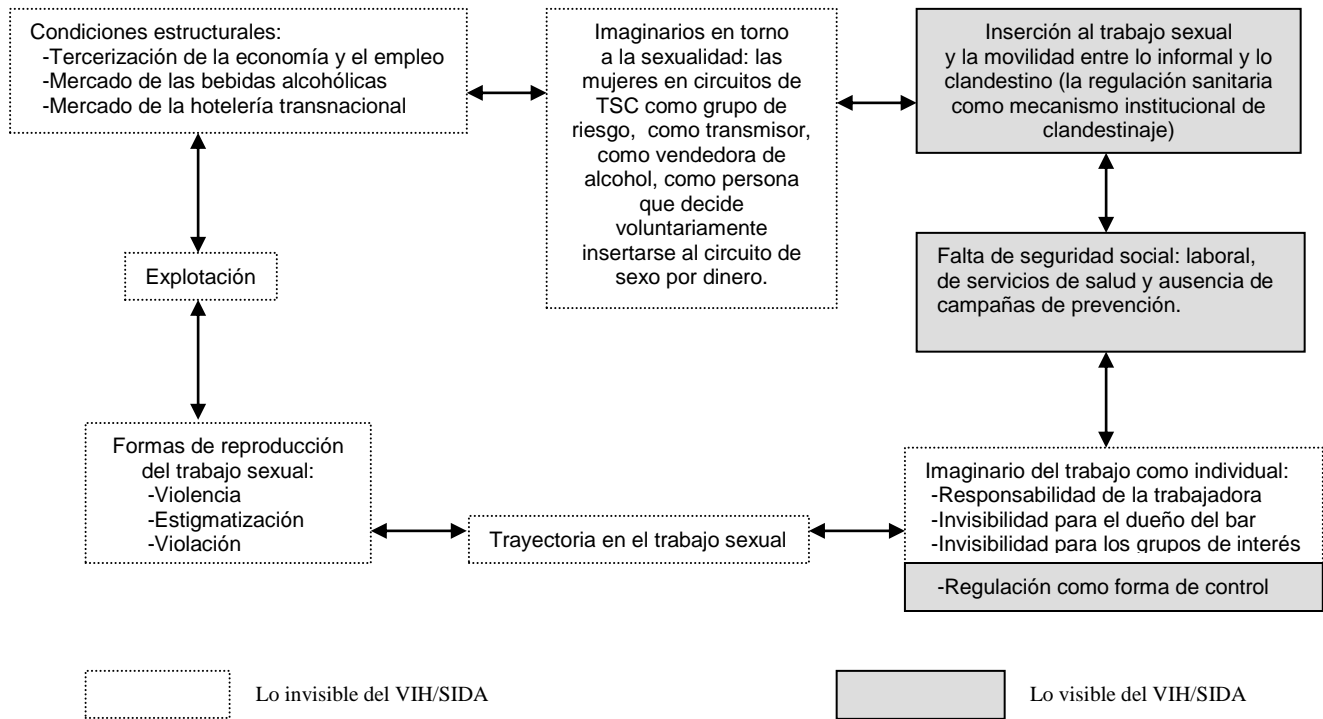 Condiciones estructurales:
-Tercerización de la economía y el empleo
-Mercado de las bebidas alcohólicas
-Mercado de la hotelería transnacional
Imaginarios en torno
a la sexualidad: las
mujeres en circuitos de
TSC como grupo de
riesgo, como transmisor,
como vendedora de
alcohol, como persona
que decide
voluntariamente
insertarse al circuito de
sexo por dinero.
Inserción al trabajo sexual
y la movilidad entre lo informal y lo
clandestino (la regulación sanitaria
como mecanismo institucional de
clandestinaje)
Explotación
Falta de seguridad social: laboral,
de servicios de salud y ausencia de
campañas de prevención.
Formas de reproducción
del trabajo sexual:
-Violencia
-Estigmatización
-Violación
Trayectoria en el trabajo sexual
Imaginario del trabajo como individual:
-Responsabilidad de la trabajadora
-Invisibilidad para el dueño del bar
-Invisibilidad para los grupos de interés
-Regulación como forma de control
Lo invisible del VIH/SIDA
Lo visible del VIH/SIDA